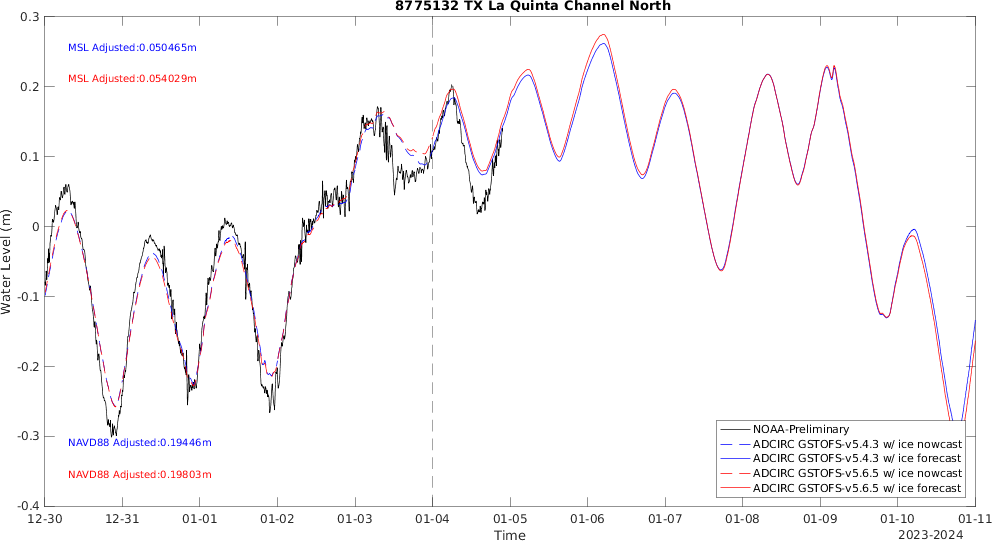 8775132 TX La Quinta Channel North
0.3
0.2
0.1
0
-0.1
-0.2
-0.3
-0.4
Water Level (m)
MSL Adjusted:0.050465m
MSL Adjusted:0.054029m
NAVD88 Adjusted:0.19446m
NAVD88 Adjusted:0.19803m
NOAA-Preliminary
ADCIRC GSTOFS-v5.4.3 w/ ice nowcast
ADCIRC GSTOFS-v5.4.3 w/ ice forecast
ADCIRC GSTOFS-v5.6.5 w/ ice nowcast
ADCIRC GSTOFS-v5.6.5 w/ ice forecast
12-30 12-31 01-01 01-02 01-03 01-04 01-05 01-06 01-07 01-08 01-09 01-10 01-11
Time
2023-2024